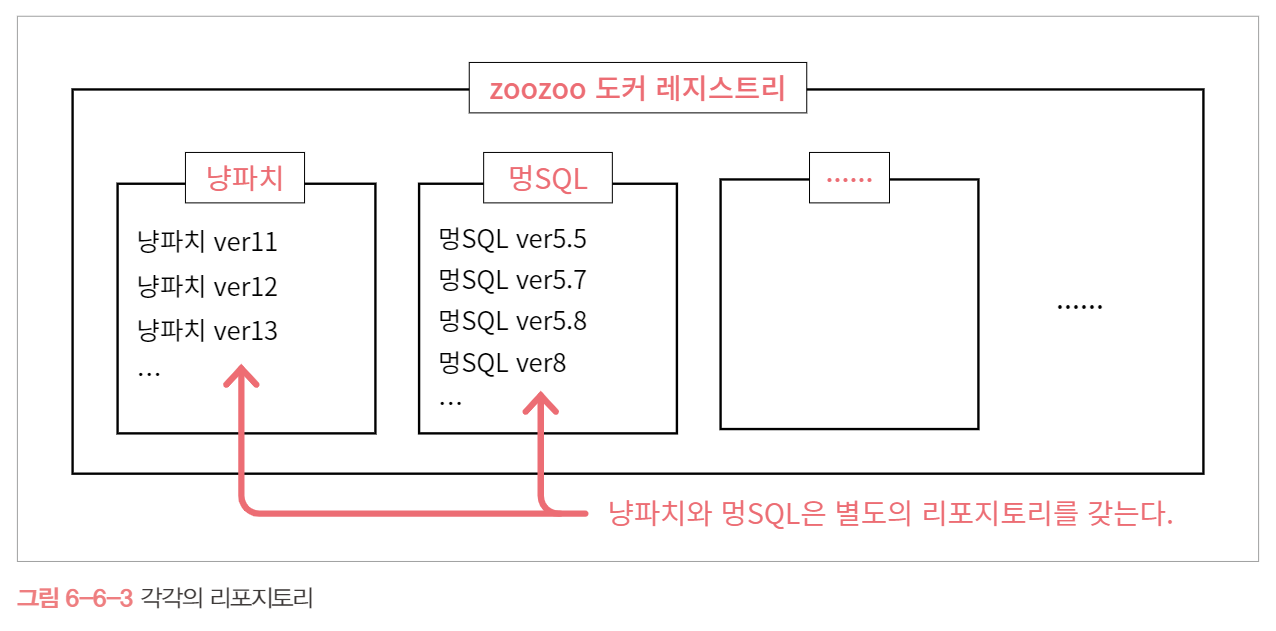 zoozoo 도커 레지스트리
냥파치
냥파치 ver11
냥파치 ver12
냥파치 ver13
...
멍SQL
멍SQL ver5.5
멍SQL ver5.7
멍SQL ver5.8
멍SQL ver8
...
......
......
냥파치와 멍SQL은 별도의 리포지토리를 갖는다.
그림 6-6-3 각각의 리포지토리